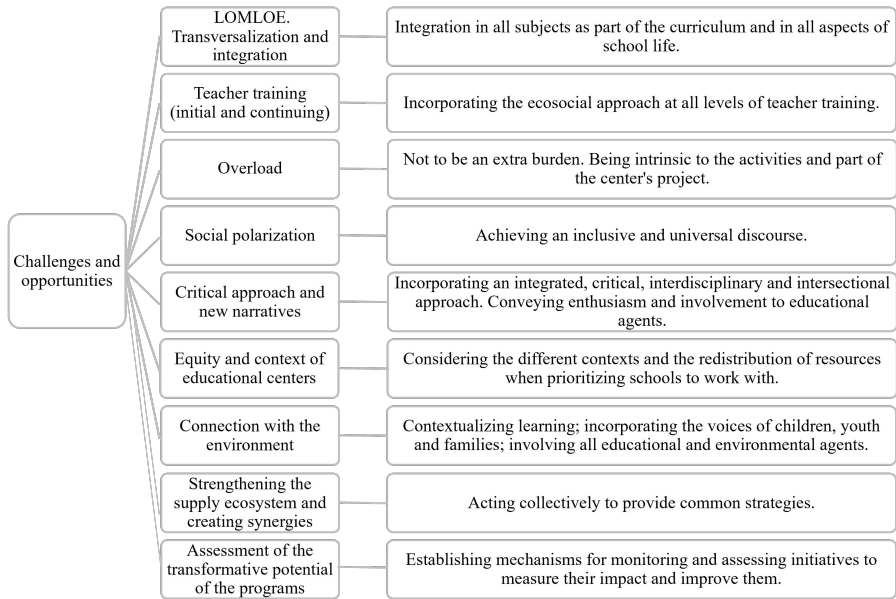 Challenges and
opportunities
LOMLOE.
Transversalization and
integration
Integration in all subjects as part of the curriculum and in all aspects of
school life.
Teacher training
(initial and continuing)
Incorporating the ecosocial approach at all levels of teacher training.
Overload
Not to be an extra burden. Being intrinsic to the activities and part of
the center's project.
Social polarization
Achieving an inclusive and universal discourse.
Critical approach and
new narratives
Incorporating an integrated, critical, interdisciplinary and intersectional
approach. Conveying enthusiasm and involvement to educational
agents.
Equity and context of
educational centers
Considering the different contexts and the redistribution of resources
when prioritizing schools to work with.
Connection with the
environment
Contextualizing learning; incorporating the voices of children, youth
and families; involving all educational and environmental agents.
Strengthening the
supply ecosystem and
creating synergies
Acting collectively to provide common strategies.
Assessment of the
transformative potential
of the programs
Establishing mechanisms for monitoring and assessing initiatives to
measure their impact and improve them.